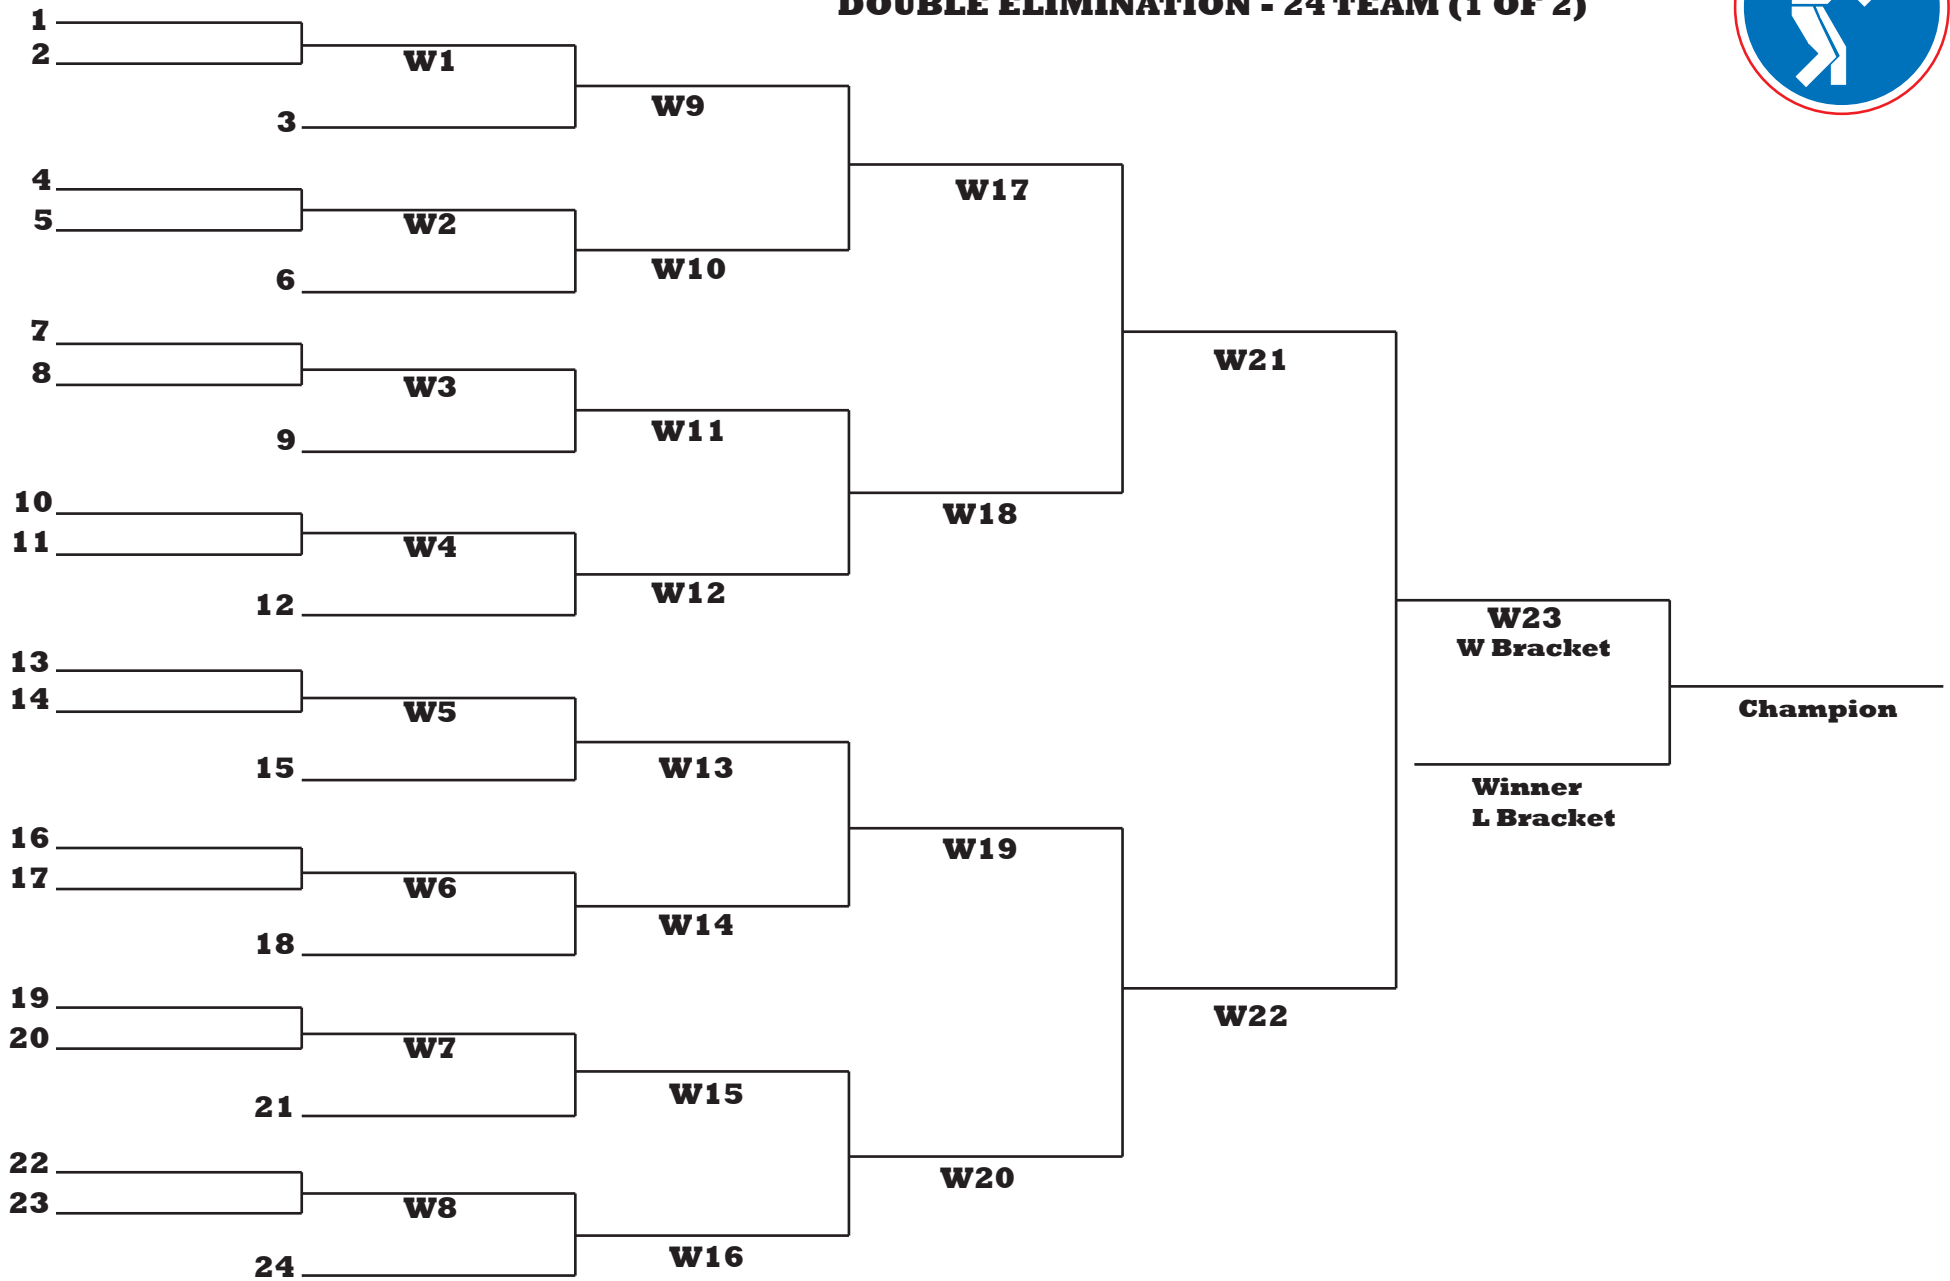 DOUBLE ELIMINATION - 24 TEAM (1 OF 2)
1
2
W1
3
W9
4
5
W2
6
W10
W17
7
8
W3
9
W11
10
11
W4
12
W12
W18
W21
13
14
W5
15
W13
16
17
W6
18
W14
W19
19
20
W7
21
W15
22
23
W8
24
W16
W20
W22
W23
W Bracket
Winner
L Bracket
Champion